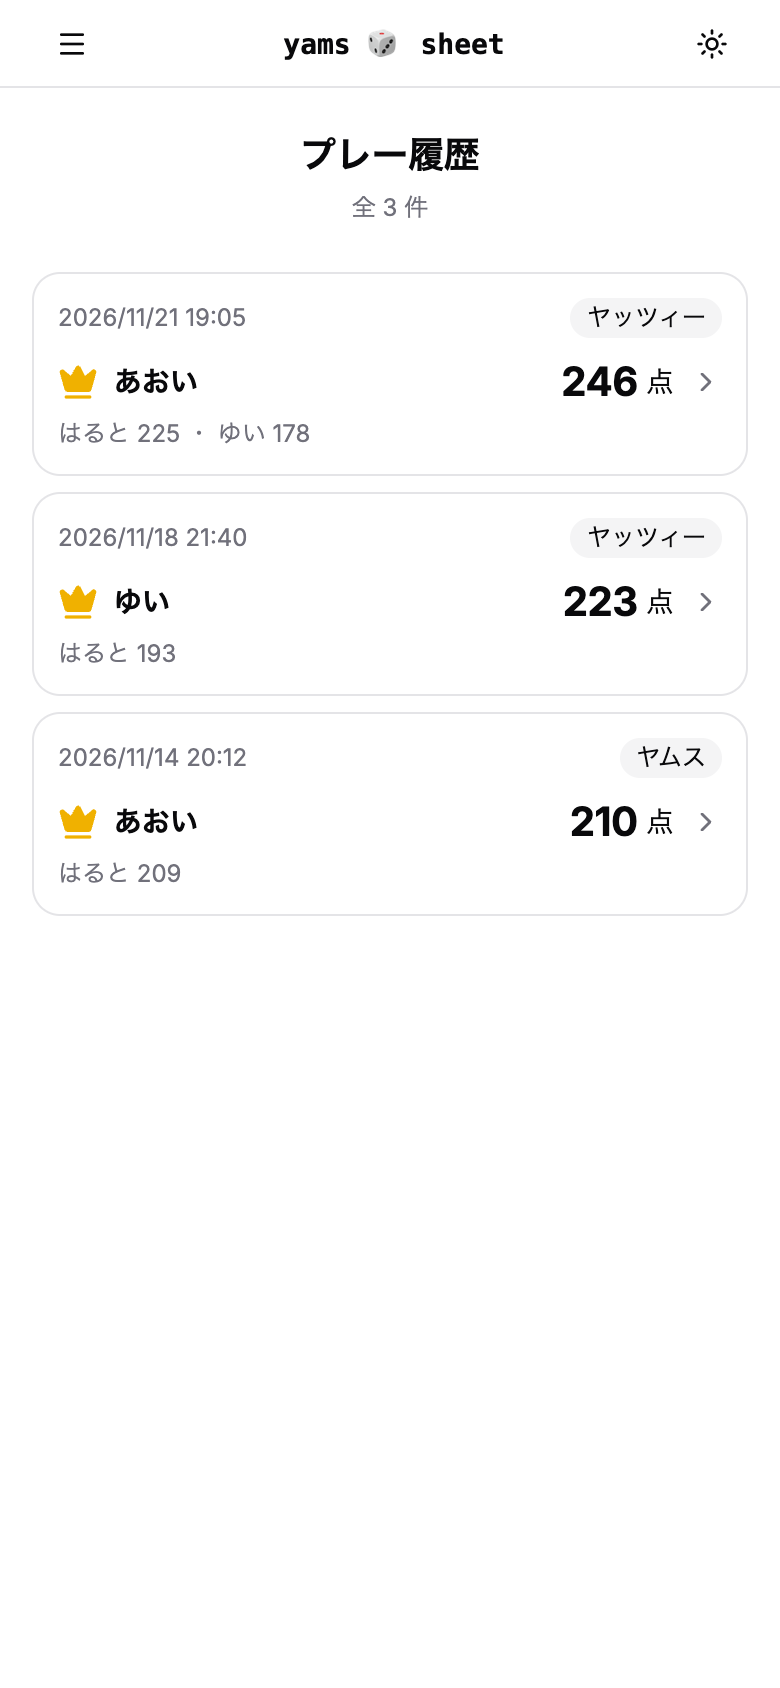 yams 🎲 sheet
プレー履歴
全 3 件
2026/11/21 19:05 ヤッツィー
あおい 246 点
はると 225 ・ ゆい 178
2026/11/18 21:40 ヤッツィー
ゆい 223 点
はると 193
2026/11/14 20:12 ヤムス
あおい 210 点
はると 209